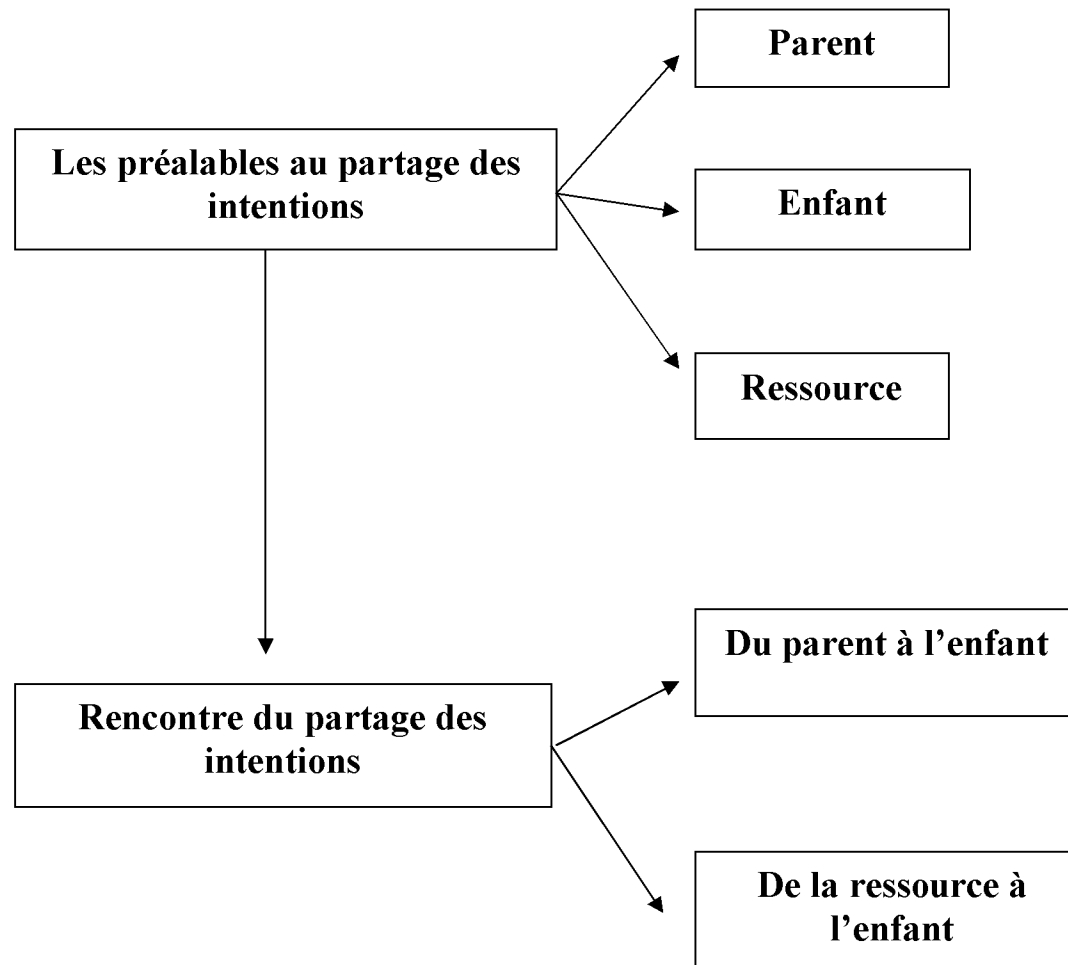 Parent
Les préalables au partage des
intentions
Enfant
Ressource
Du parent à l’enfant
Rencontre du partage des
intentions
De la ressource à
l’enfant